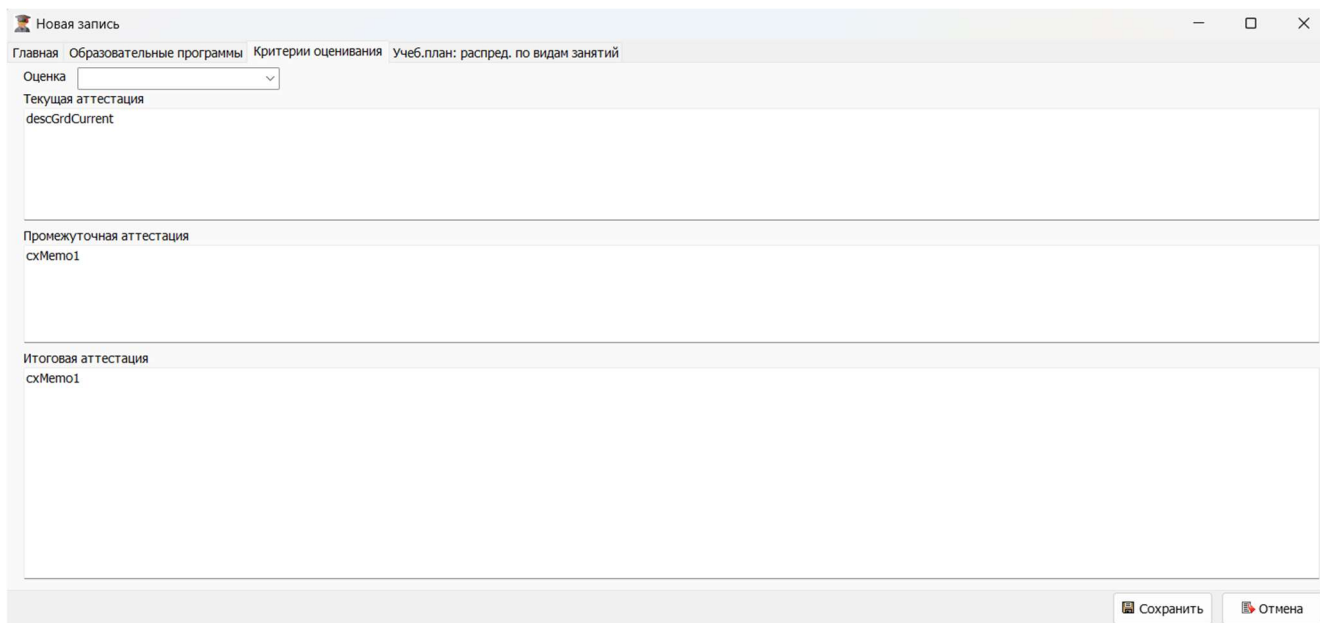 Новая запись
Главная Образовательные программы Критерии оценивания Учеб.план: распред. по видам занятий
Оценка
Текущая аттестация
descGrdCurrent
Промежуточная аттестация
cxMemo1
Итоговая аттестация
cxMemo1
Сохранить Отмена